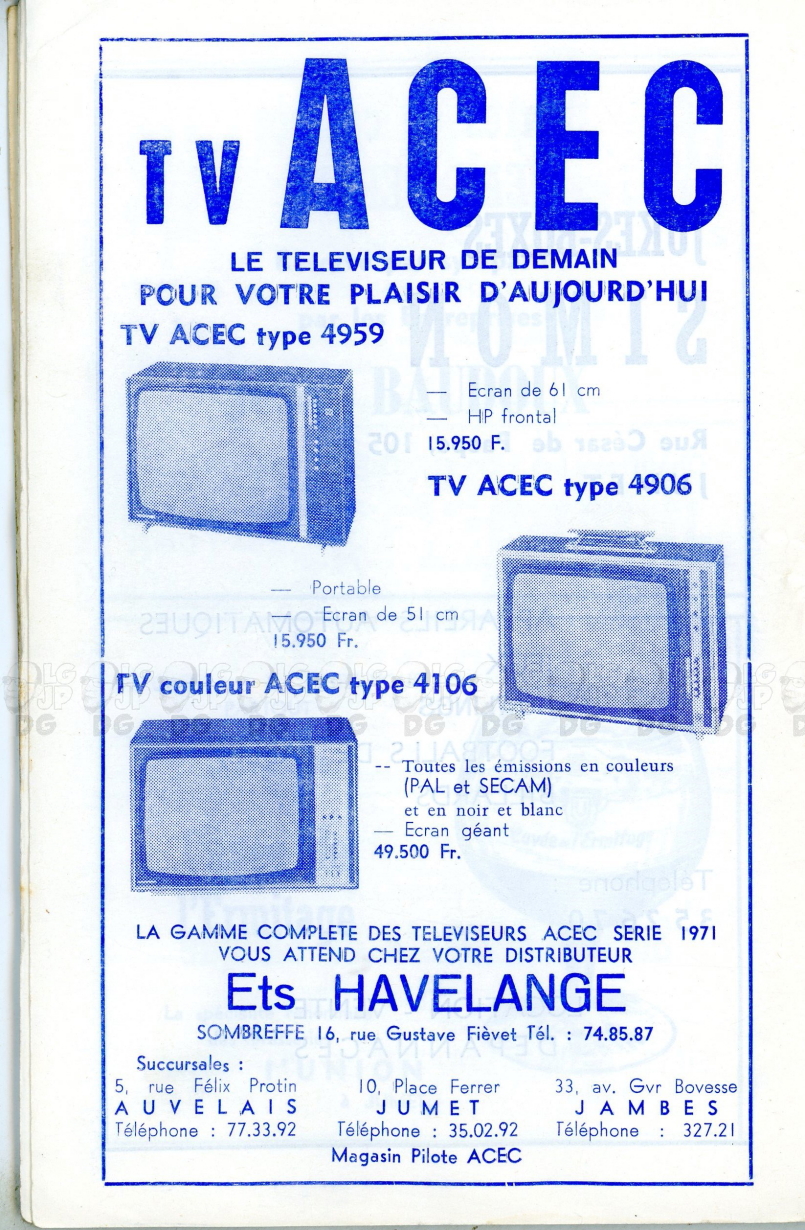 TV ACEC
LE TELEVISEUR DE DEMAIN
POUR VOTRE PLAISIR D'AUJOURD'HUI
TV ACEC type 4959
— Ecran de 61 cm
— HP frontal
15.950 F.
TV ACEC type 4906
— Portable
— Ecran de 51 cm
15.950 Fr.
TV couleur ACEC type 4106
-- Toutes les émissions en couleurs
(PAL et SECAM)
et en noir et blanc
— Ecran géant
49.500 Fr.
LA GAMME COMPLETE DES TELEVISEURS ACEC SERIE 1971
VOUS ATTEND CHEZ VOTRE DISTRIBUTEUR
Ets HAVELANGE
SOMBREFFE 16, rue Gustave Fièvet Tél. : 74.85.87
Succursales :
5, rue Félix Protin 10, Place Ferrer 33, av. Gvr Bovesse
AUVELAIS JUMET JAMBES
Téléphone : 77.33.92 Téléphone : 35.02.92 Téléphone : 327.21
Magasin Pilote ACEC